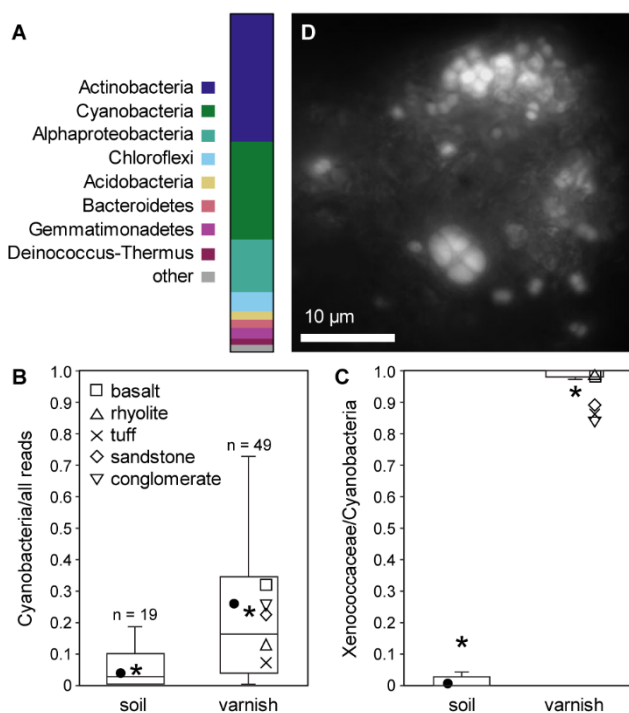 A
Actinobacteria
Cyanobacteria
Alphaproteobacteria
Chloroflexi
Acidobacteria
Bacteroidetes
Gemmatimonadetes
Deinococcus-Thermus
other
D
10 µm
B
Cyanobacteria/all reads
1.0
0.9
0.8
0.7
0.6
0.5
0.4
0.3
0.2
0.1
0
basalt
rhyolite
tuff
sandstone
conglomerate
n = 49
n = 19
*
*
soil
varnish
C
Xenococcaceae/Cyanobacteria
1.0
0.9
0.8
0.7
0.6
0.5
0.4
0.3
0.2
0.1
0
*
*
soil
varnish